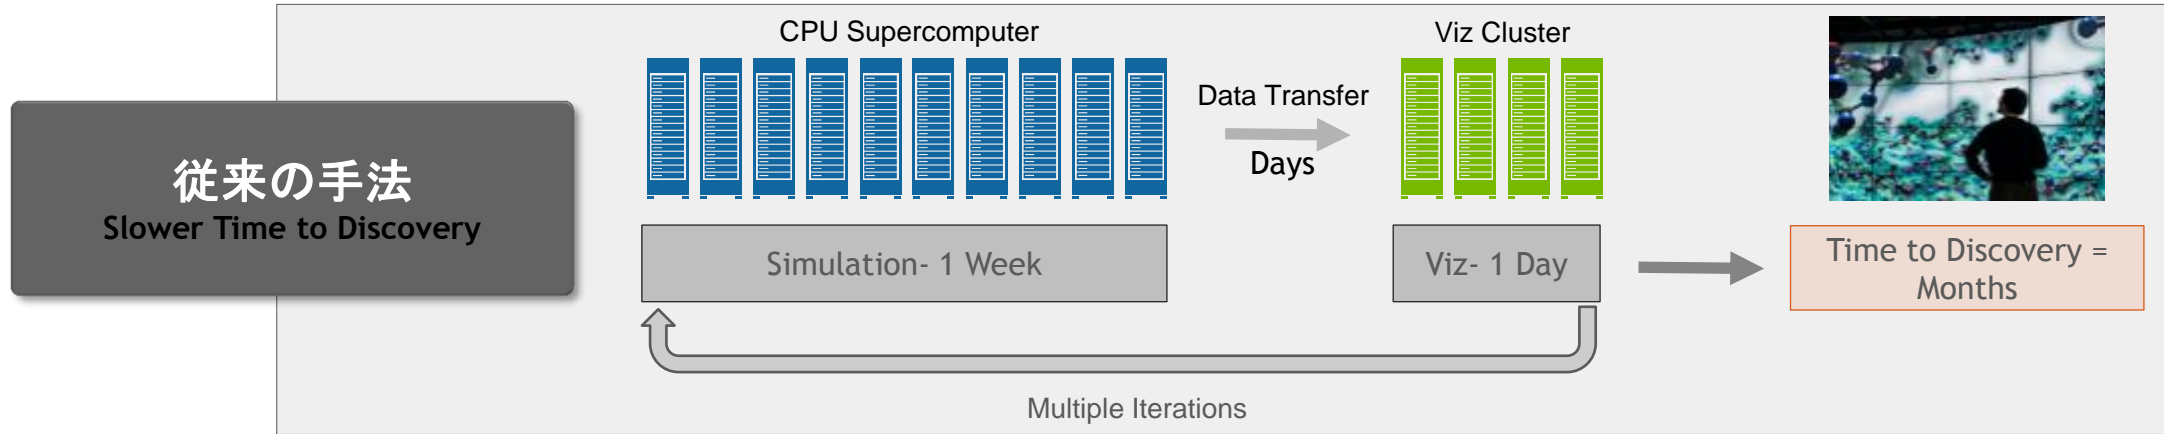 従来の手法
Slower Time to Discovery
CPU Supercomputer
Data Transfer
Days
Viz Cluster
Simulation- 1 Week
Viz- 1 Day
Time to Discovery =
Months
Multiple Iterations